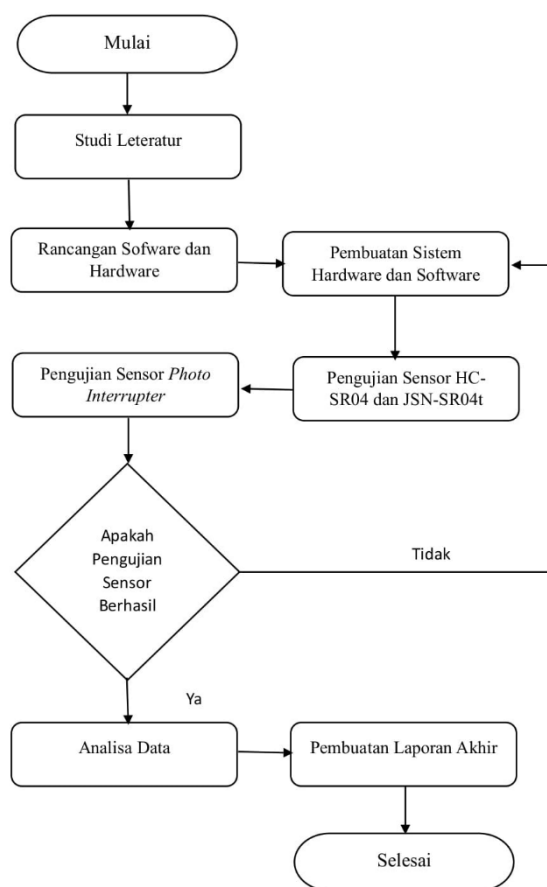 Mulai
Studi Leteratur
Rancangan Sofware dan
Hardware
Pembuatan Sistem
Hardware dan Software
Pengujian Sensor HC-
SR04 dan JSN-SR04t
Pengujian Sensor Photo
Interrupter
Apakah
Pengujian
Sensor
Berhasil
Tidak
Ya
Analisa Data
Pembuatan Laporan Akhir
Selesai